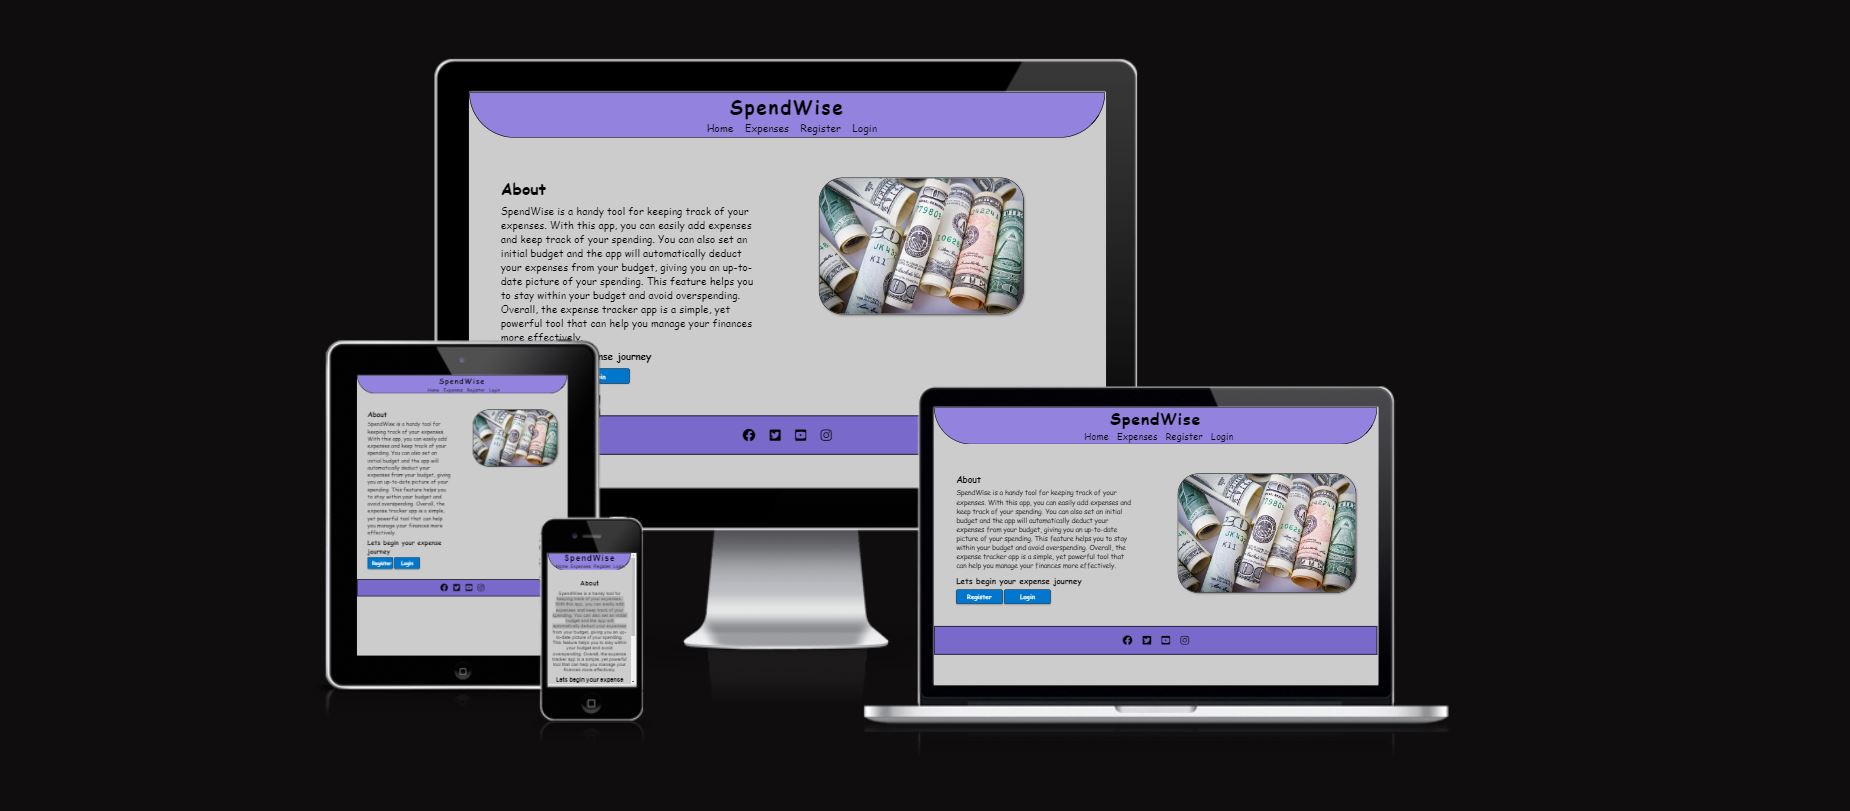 SpendWise
Home Expenses Register Login
About
SpendWise is a handy tool for keeping track of your
expenses. With this app, you can easily add expenses
and keep track of your spending. You can also set an
initial budget and the app will automatically deduct
your expenses from your budget, giving you an up-to-
date picture of your spending. This feature helps you
to stay within your budget and avoid overspending.
Overall, the expense tracker app is a simple, yet
powerful tool that can help you manage your finances
more effectively.
journey
SpendWise
Home Expenses Register Login
About
SpendWise is a handy tool for
keeping track of your expenses.
With this app, you can easily add
expenses and keep track of your
spending. You can also set an
initial budget and the app will
automatically deduct your
expenses from your budget, giving
you an up-to-date picture of your
spending. This feature helps you
to stay within your budget and
avoid overspending. Overall, the
expense tracker app is a simple,
yet powerful tool that can help
you manage your finances more
effectively.
Lets begin your expense
journey
Register Login
SpendWise
Home Expenses Register
About
SpendWise is a handy tool for
keeping track of your expenses.
With this app, you can easily add
expenses and keep track of your
spending. You can also set an initial
budget and the app will
automatically deduct your expenses
from your budget, giving you an up-
to-date picture of your spending.
This feature helps you to stay within
your budget and avoid
overspending. Overall, the expense
tracker app is a simple, yet powerful
tool that can help you manage your
finances more effectively.
Lets begin your expense
SpendWise
Home Expenses Register Login
About
SpendWise is a handy tool for keeping track of your
expenses. With this app, you can easily add expenses and
keep track of your spending. You can also set an initial
budget and the app will automatically deduct your
expenses from your budget, giving you an up-to-date
picture of your spending. This feature helps you to stay
within your budget and avoid overspending. Overall, the
expense tracker app is a simple, yet powerful tool that
can help you manage your finances more effectively.
Lets begin your expense journey
Register Login